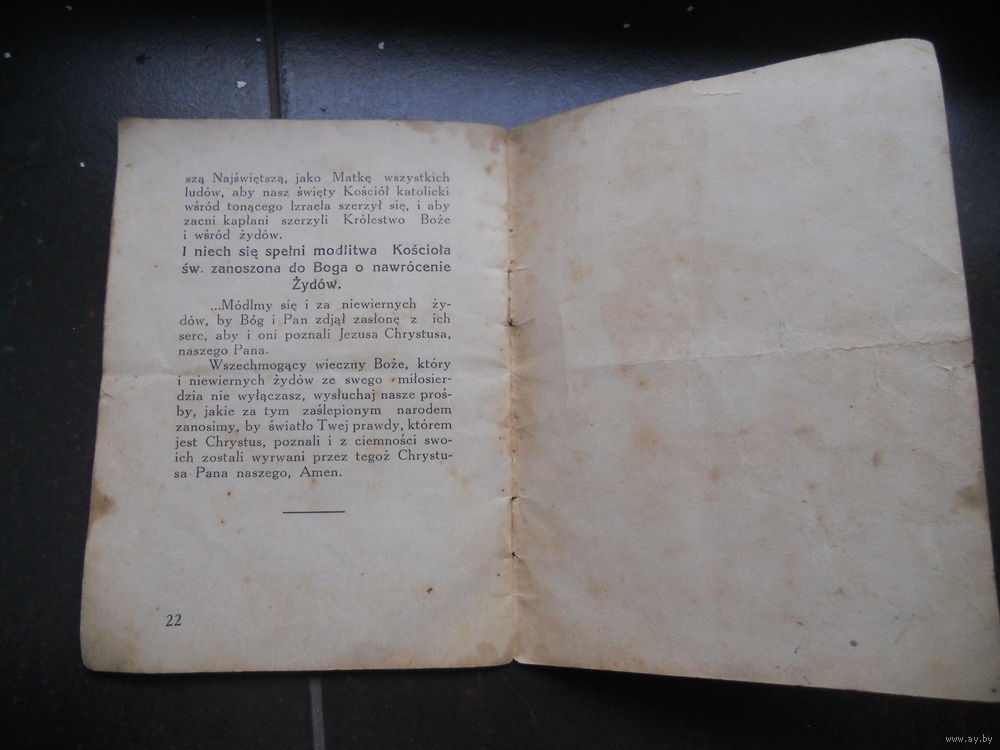 szą Najświętszą, jako Matkę wszystkich
ludów, aby nasz święty Kościół katolicki
wśród tonącego Izraela szerzył się, i aby
zacni kapłani szerzyli Królestwo Boże
i wśród żydów.
I niech się spełni modlitwa Kościoła
św. zanoszona do Boga o nawrócenie
Żydów.
...Módlmy się i za niewiernych ży-
dów, by Bóg i Pan zdjął zasłonę z ich
serc, aby i oni poznali Jezusa Chrystusa,
naszego Pana.
Wszechmogący wieczny Boże, który
i niewiernych żydów ze swego miłosier-
dzia nie wyłączasz, wysłuchaj nasze proś-
by, jakie za tym zaślepionym narodem
zanosimy, by światło Twej prawdy, którem
jest Chrystus, poznali i z ciemności swo-
ich zostali wyrwani przez tegoż Chrystu-
sa Pana naszego, Amen.
22
www.ay.by